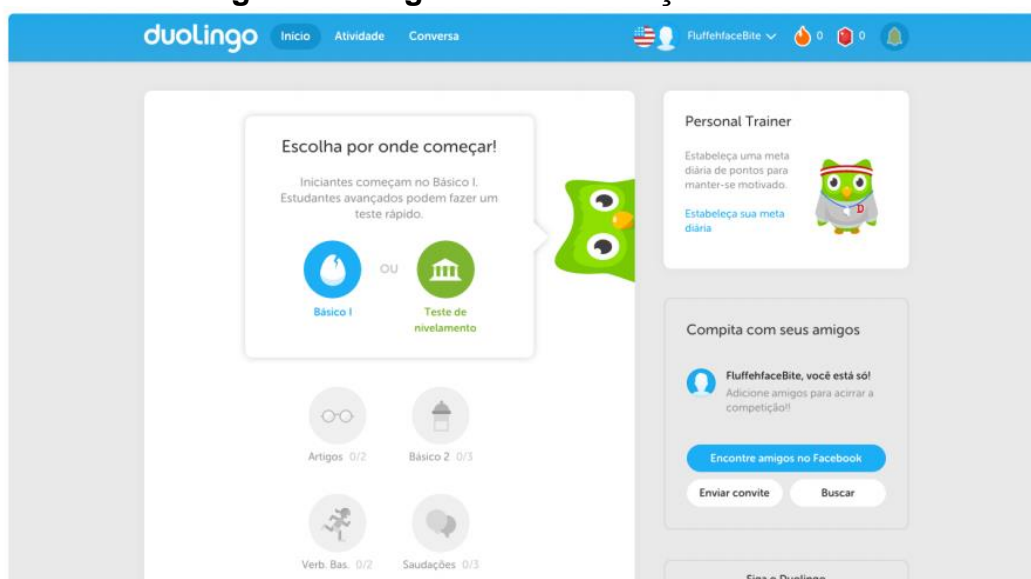 duolingo Início Atividade Conversa FluffehfaceBite 0 0
Escolha por onde começar!
Iniciantes começam no Básico I.
Estudantes avançados podem fazer um
teste rápido.
OU
Básico I
Teste de
nivelamento
Artigos 0/2
Básico 2 0/3
Verb. Bas. 0/2
Saudações 0/3
Personal Trainer
Estabeleça uma meta
diária de pontos para
manter-se motivado.
Estabeleça sua meta
diária
D
Compita com seus amigos
FluffehfaceBite, você está só!
Adicione amigos para acirrar a
competição!!
Encontre amigos no Facebook
Enviar convite
Buscar